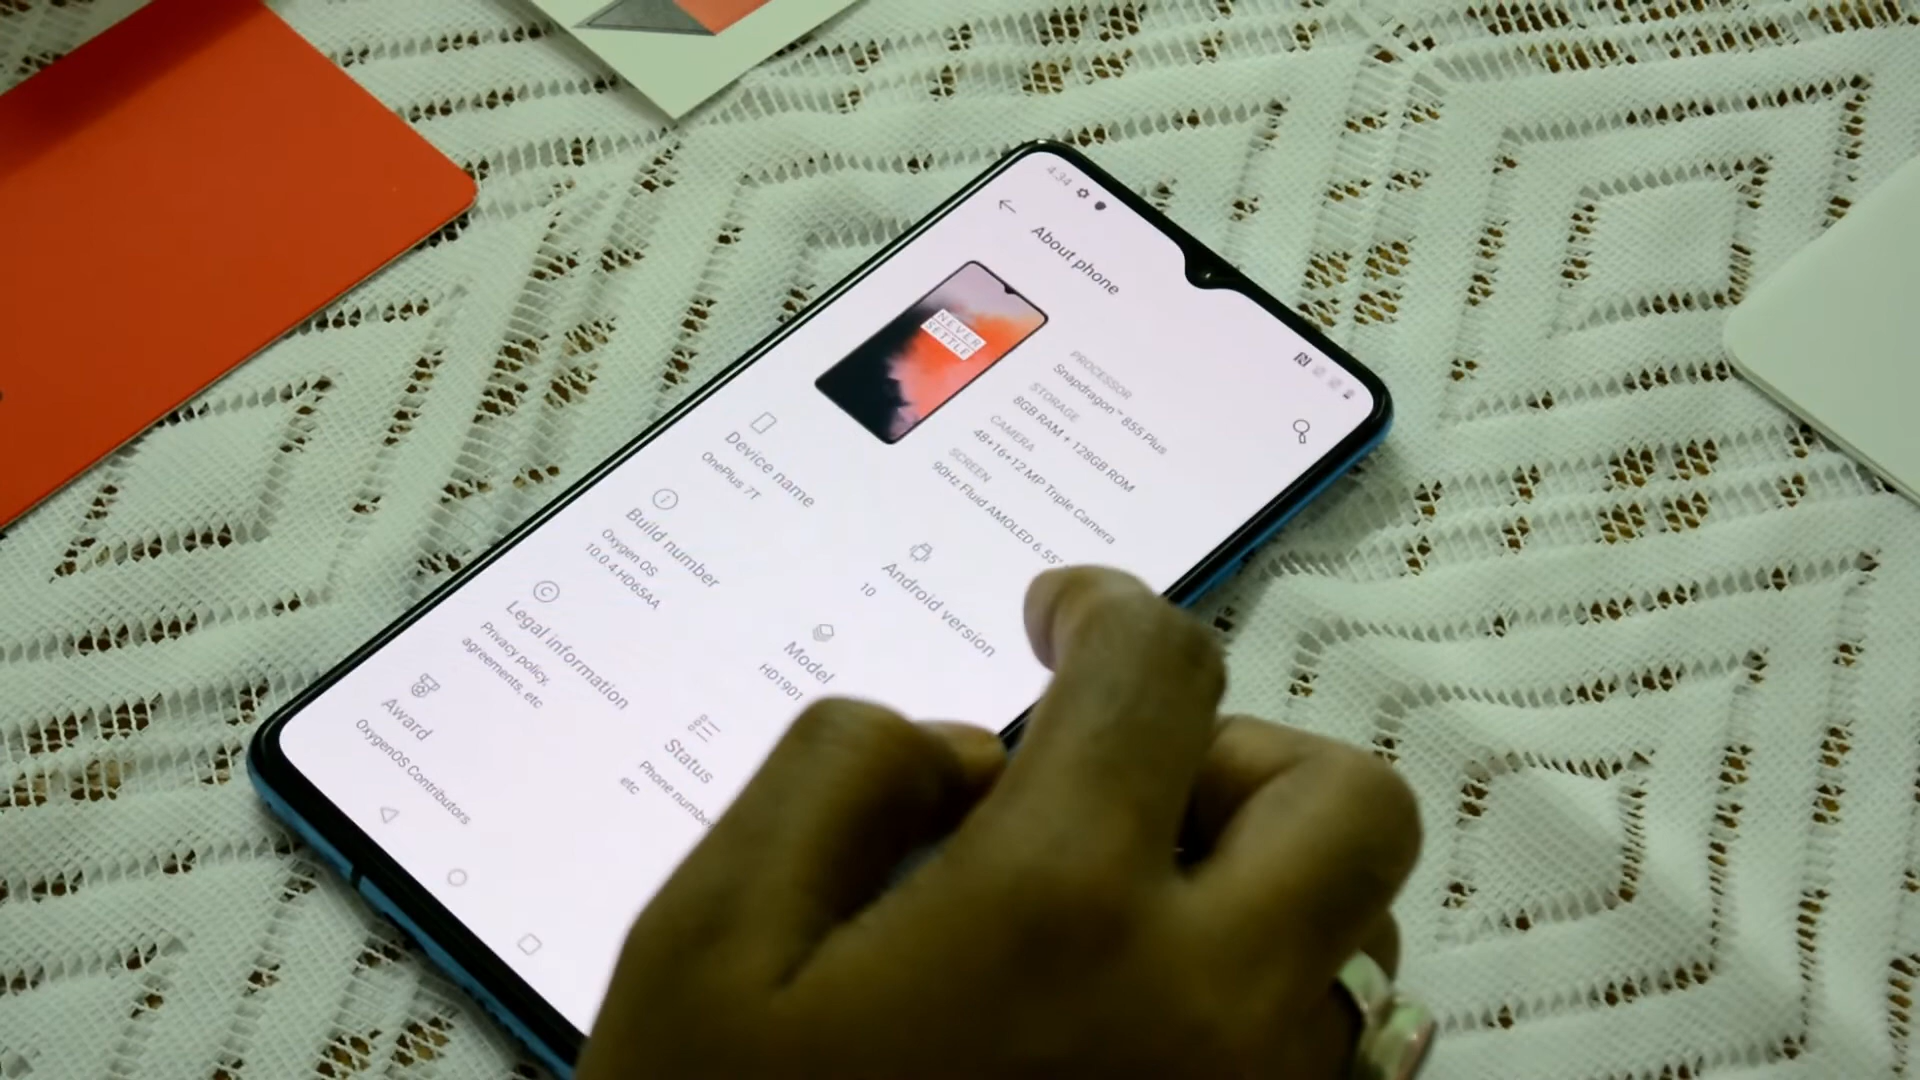 4:34
About phone
NEVER
SETTLE
PROCESSOR
Snapdragon™ 855 Plus
STORAGE
8GB RAM + 128GB ROM
CAMERA
48+16+12 MP Triple Camera
SCREEN
90Hz Fluid AMOLED 6.55"
Device name
OnePlus 7T
Android version
10
Build number
Oxygen OS
10.0.4.HD65AA
Model
HD1901
Legal information
Privacy policy,
agreements, etc
Status
Phone number
etc
Award
OxygenOS Contributors